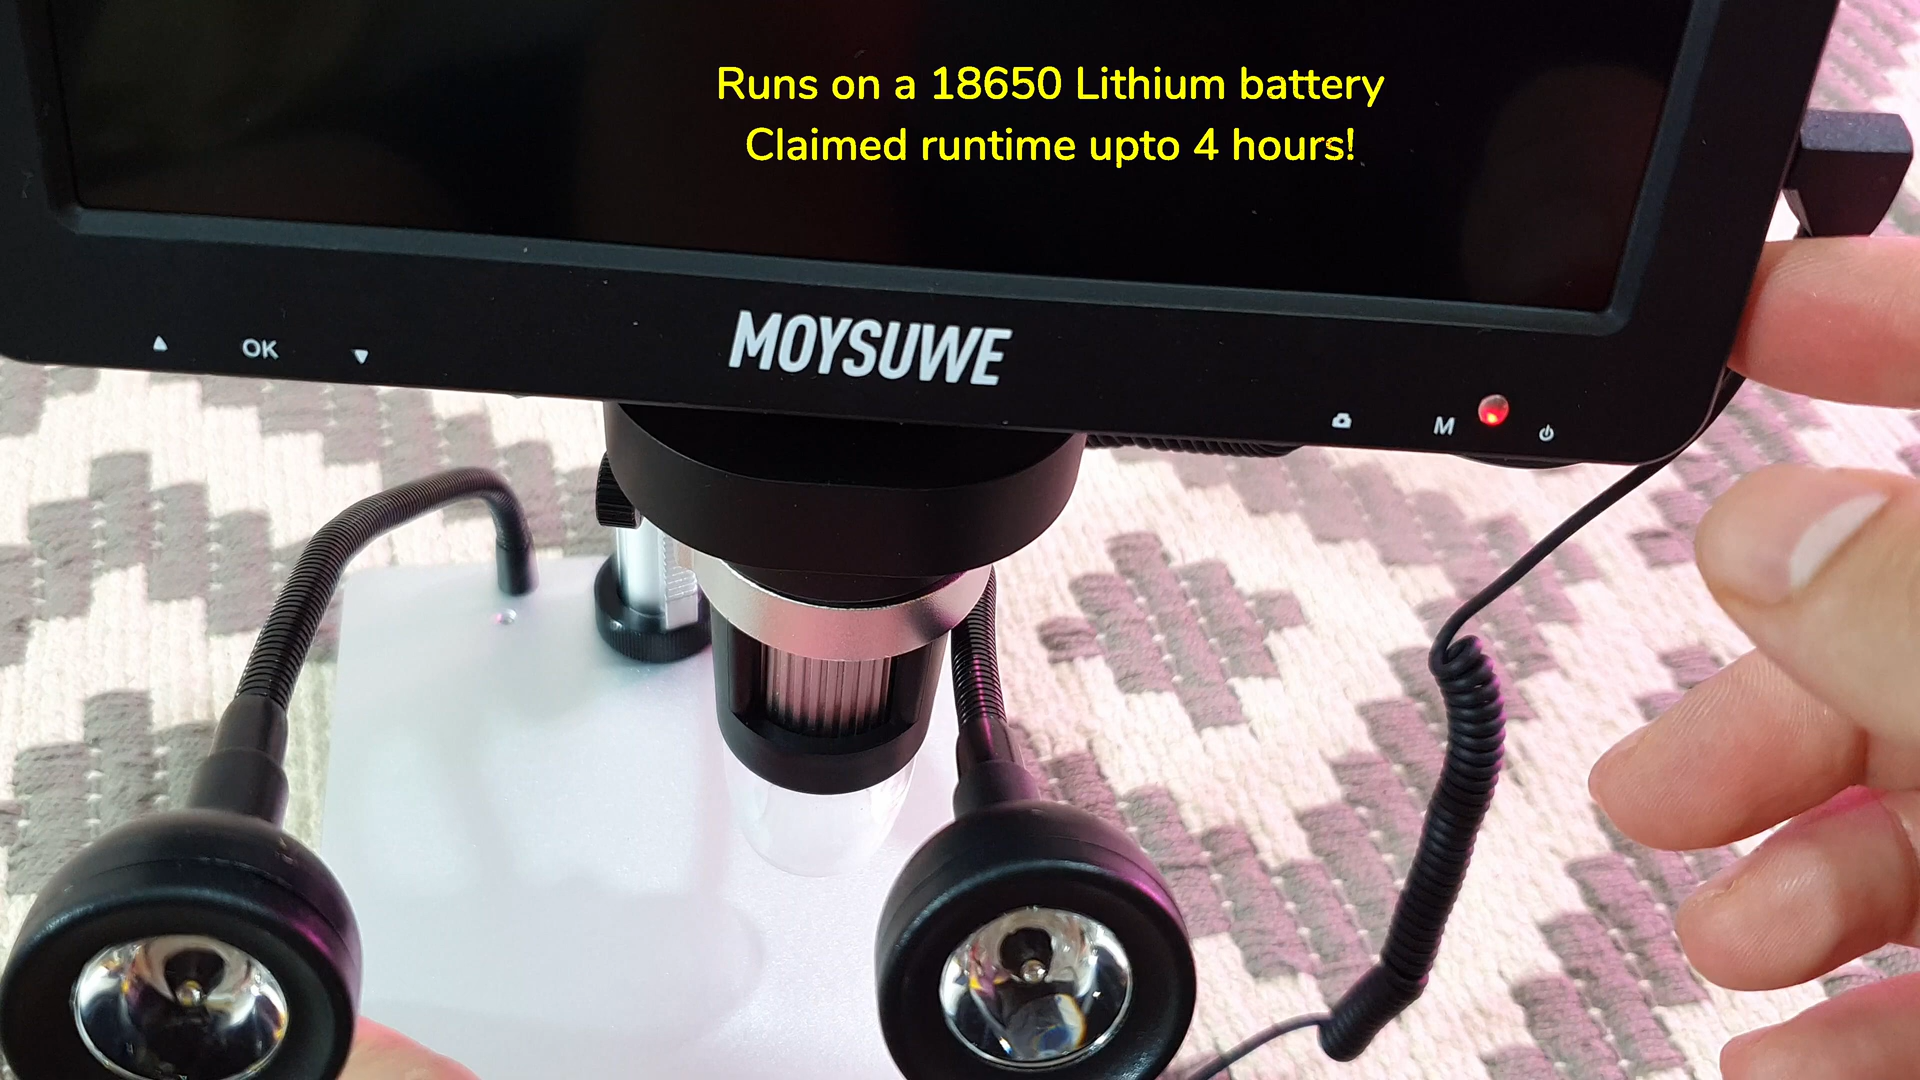 Runs on a 18650 Lithium battery
Claimed runtime upto 4 hours!
MOYSUWE
OK
M